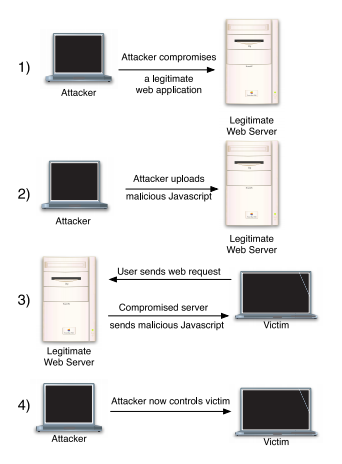 1)
Attacker compromises
a legitimate
web application
Attacker
Legitimate
Web Server
2)
Attacker uploads
malicious Javascript
Attacker
Legitimate
Web Server
3)
User sends web request
Compromised server
sends malicious Javascript
Victim
Legitimate
Web Server
4)
Attacker now controls victim
Attacker
Victim